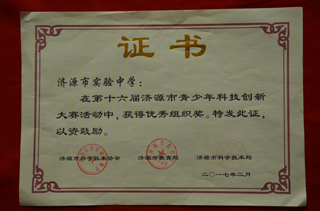 证书
济源市实验中学：
在第十六届济源市青少年科技创新
大赛活动中，获得优秀组织奖。特发此证，
以资鼓励。
济源市科学技术协会 济源市教育局 济源市科学技术局
二〇一七年二月